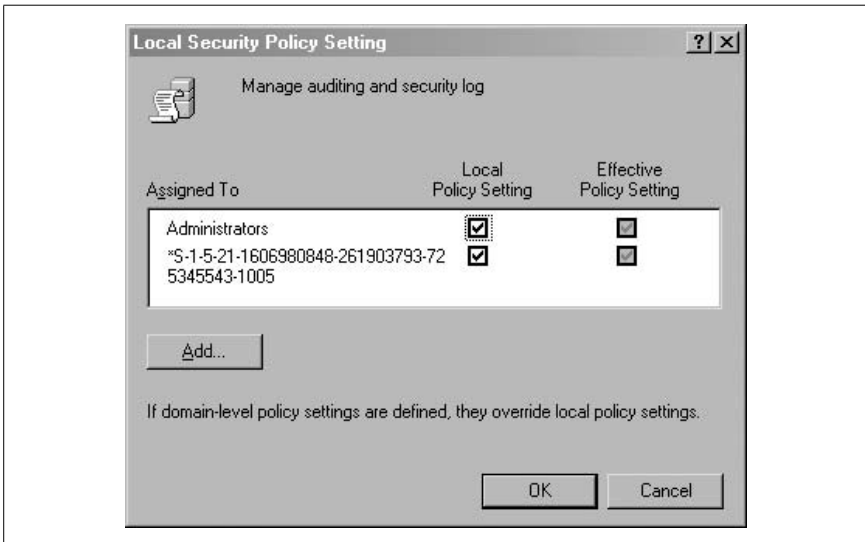 Local Security Policy Setting
Manage auditing and security log
Local Effective
Assigned To Policy Setting Policy Setting
Administrators
*S-1-5-21-1606980848-261903793-72
5345543-1005
Add...
If domain-level policy settings are defined, they override local policy settings.
OK Cancel